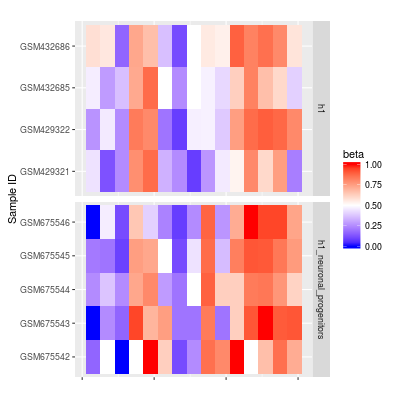 GSM432686
GSM432685
GSM429322
GSM429321
GSM675546
GSM675545
GSM675544
GSM675543
GSM675542
Sample ID
h1
h1_neuronal_progenitors
beta
1.00
0.75
0.50
0.25
0.00